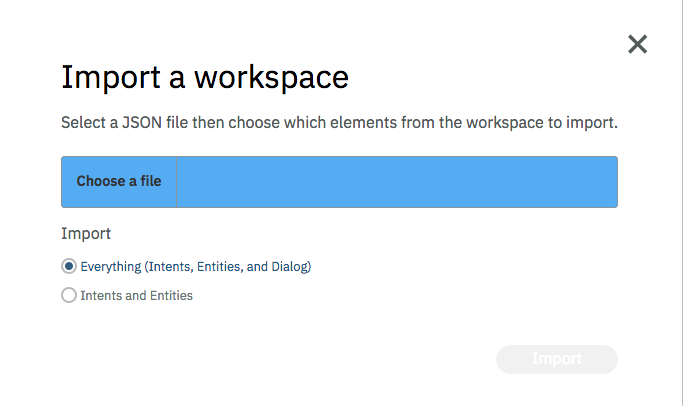 Import a workspace
Select a JSON file then choose which elements from the workspace to import.
Choose a file
Import
Everything (Intents, Entities, and Dialog)
Intents and Entities
Import